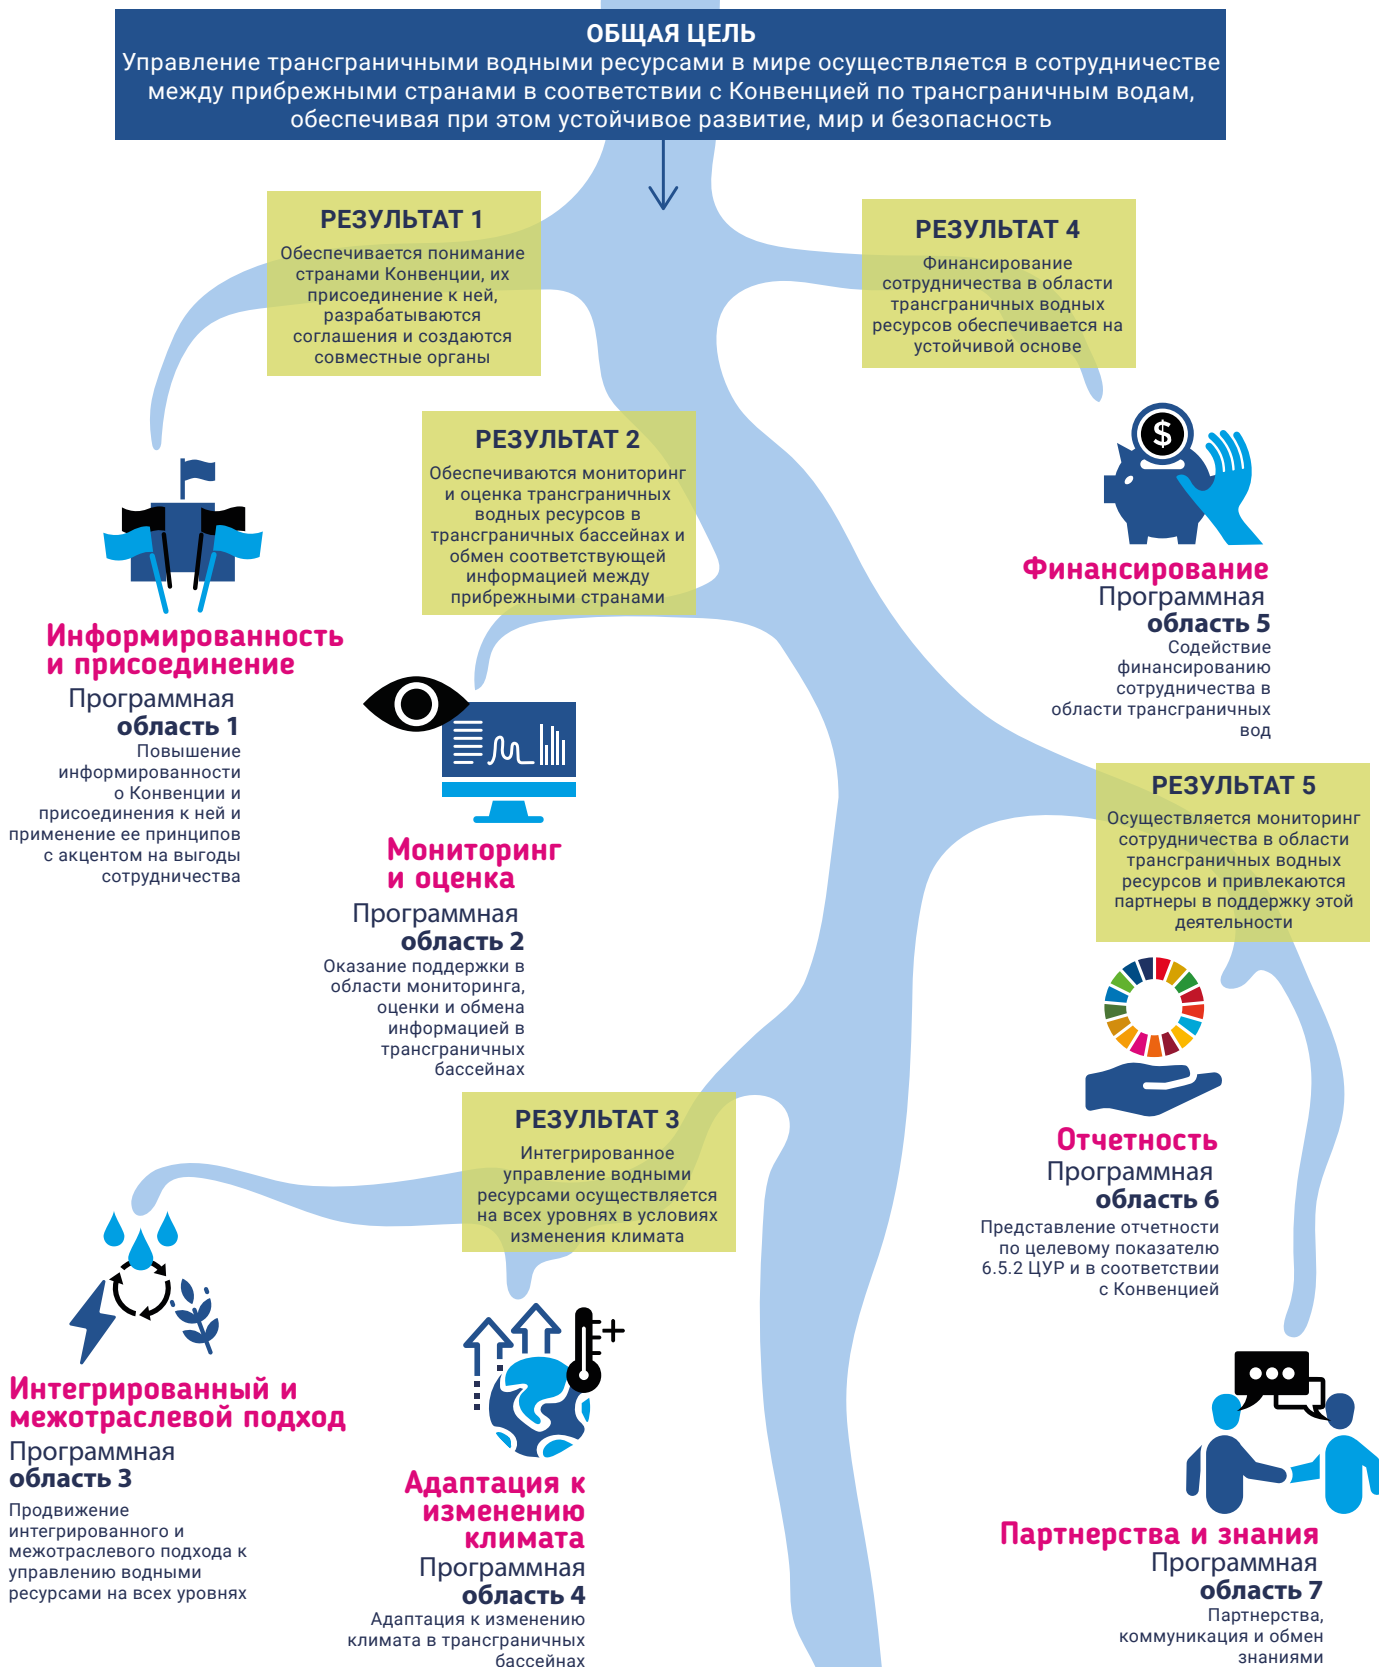 ОБЩАЯ ЦЕЛЬ
Управление трансграничными водными ресурсами в мире осуществляется в сотрудничестве
между прибрежными странами в соответствии с Конвенцией по трансграничным водам,
обеспечивая при этом устойчивое развитие, мир и безопасность
РЕЗУЛЬТАТ 1
Обеспечивается понимание
странами Конвенции, их
присоединение к ней,
разрабатываются
соглашения и создаются
совместные органы
РЕЗУЛЬТАТ 4
Финансирование
сотрудничества в области
трансграничных водных
ресурсов обеспечивается на
устойчивой основе
РЕЗУЛЬТАТ 2
Обеспечиваются мониторинг
и оценка трансграничных
водных ресурсов в
трансграничных бассейнах и
обмен соответствующей
информацией между
прибрежными странами
$
Финансирование
Программная
область 5
Содействие
финансированию
сотрудничества в
области трансграничных
вод
Информированность
и присоединение
Программная
область 1
Повышение
информированности
о Конвенции и
присоединения к ней и
применение ее принципов
с акцентом на выгоды
сотрудничества
Мониторинг
и оценка
Программная
область 2
Оказание поддержки в
области мониторинга,
оценки и обмена
информацией в
трансграничных
бассейнах
РЕЗУЛЬТАТ 5
Осуществляется мониторинг
сотрудничества в области
трансграничных водных
ресурсов и привлекаются
партнеры в поддержку этой
деятельности
РЕЗУЛЬТАТ 3
Интегрированное
управление водными
ресурсами осуществляется
на всех уровнях в условиях
изменения климата
Отчетность
Программная
область 6
Представление отчетности
по целевому показателю
6.5.2 ЦУР и в соответствии
с Конвенцией
Интегрированный и
межотраслевой подход
Программная
область 3
Продвижение
интегрированного и
межотраслевого подхода к
управлению водными
ресурсами на всех уровнях
Адаптация к
изменению
климата
Программная
область 4
Адаптация к изменению
климата в трансграничных
бассейнах
Партнерства и знания
Программная
область 7
Партнерства,
коммуникация и обмен
знаниями